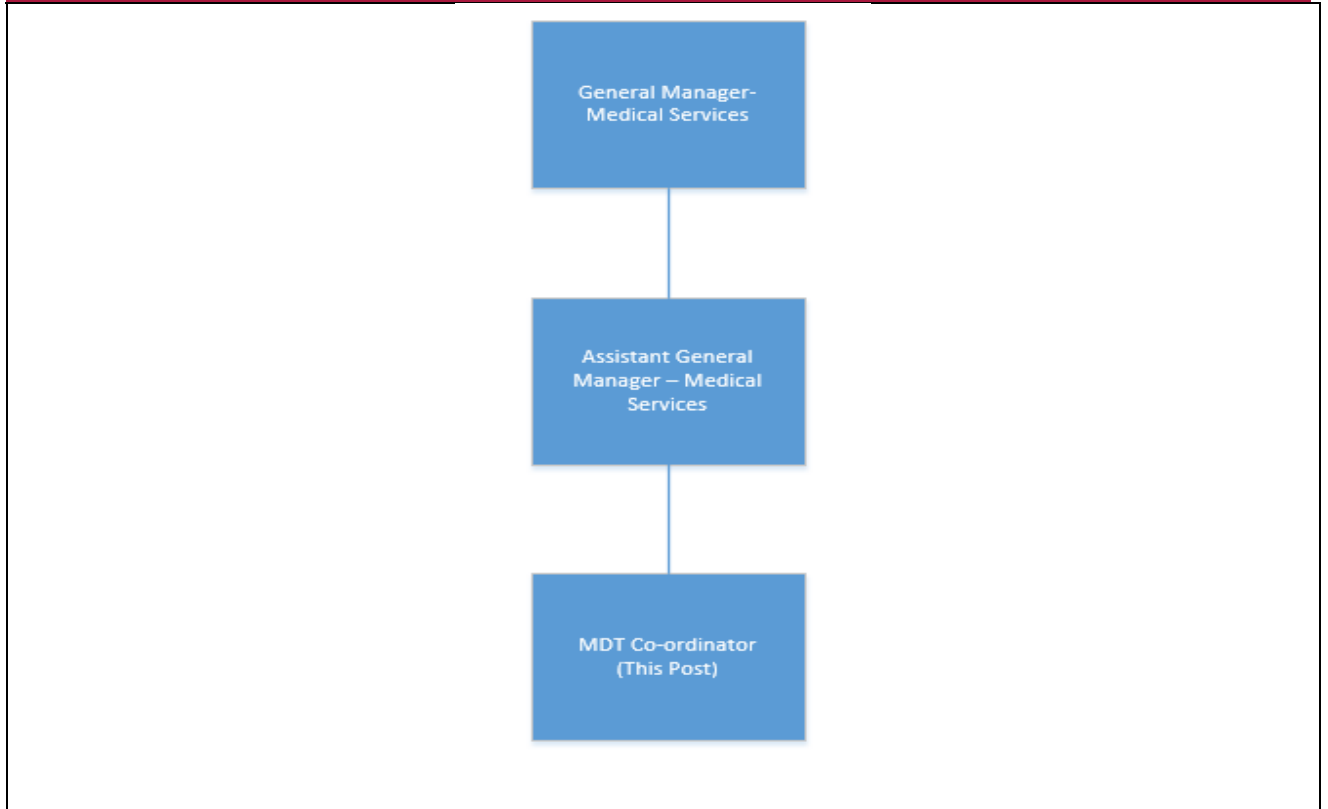 General Manager-
Medical Services
Assistant General
Manager – Medical
Services
MDT Co-ordinator
(This Post)